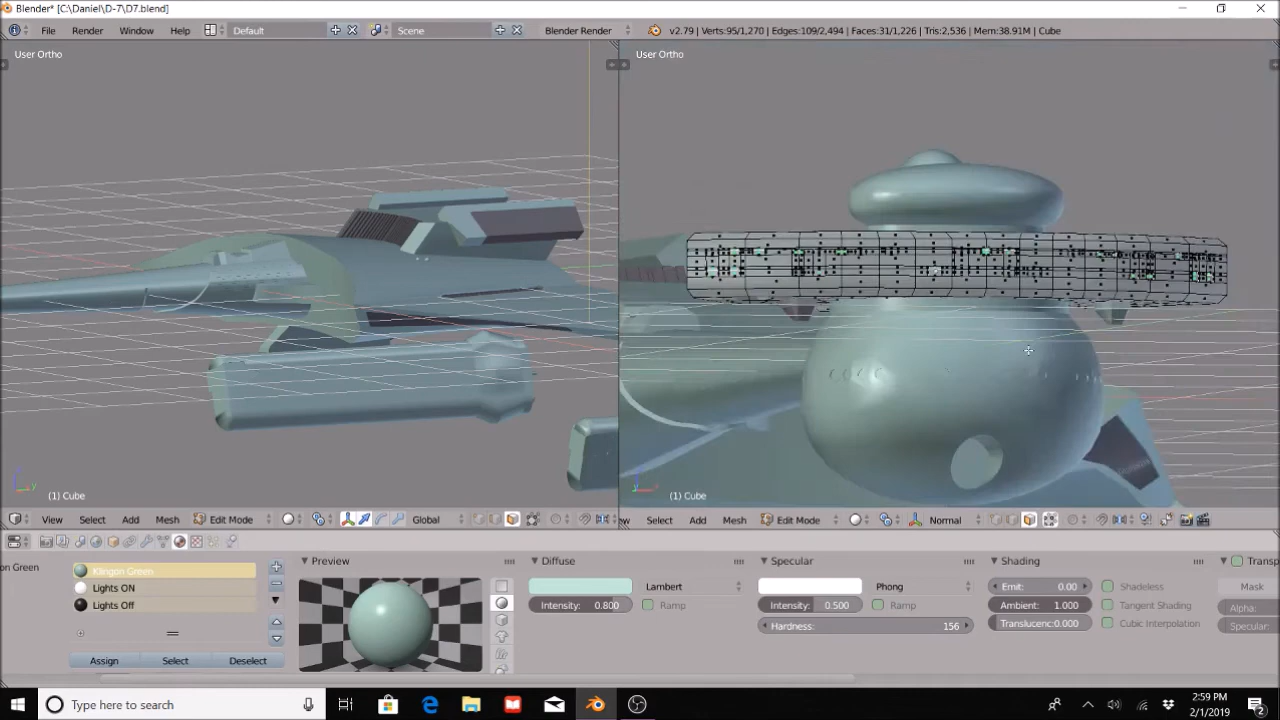 Blender* [C:\Daniel\D-7\D7.blend]
File Render Window Help Default Scene Blender Render v2.79 | Verts:95/1,270 | Edges:109/2,494 | Faces:31/1,226 | Tris:2,536 | Mem:38.91M | Cube
User Ortho
User Ortho
(1) Cube
(1) Cube
View Select Add Mesh Edit Mode Global
ew Select Add Mesh Edit Mode Normal
on Green
Klingon Green
Lights ON
Lights Off
Assign Select Deselect
Preview
Diffuse
Lambert
Intensity: 0.800 Ramp
Specular
Phong
Intensity: 0.500 Ramp
Hardness: 156
Shading
Emit: 0.00 Shadeless
Ambient: 1.000 Tangent Shading
Translucenc:0.000 Cubic Interpolation
Transp
Mask
Alpha:
Specular:
Type here to search
2:59 PM
2/1/2019
2